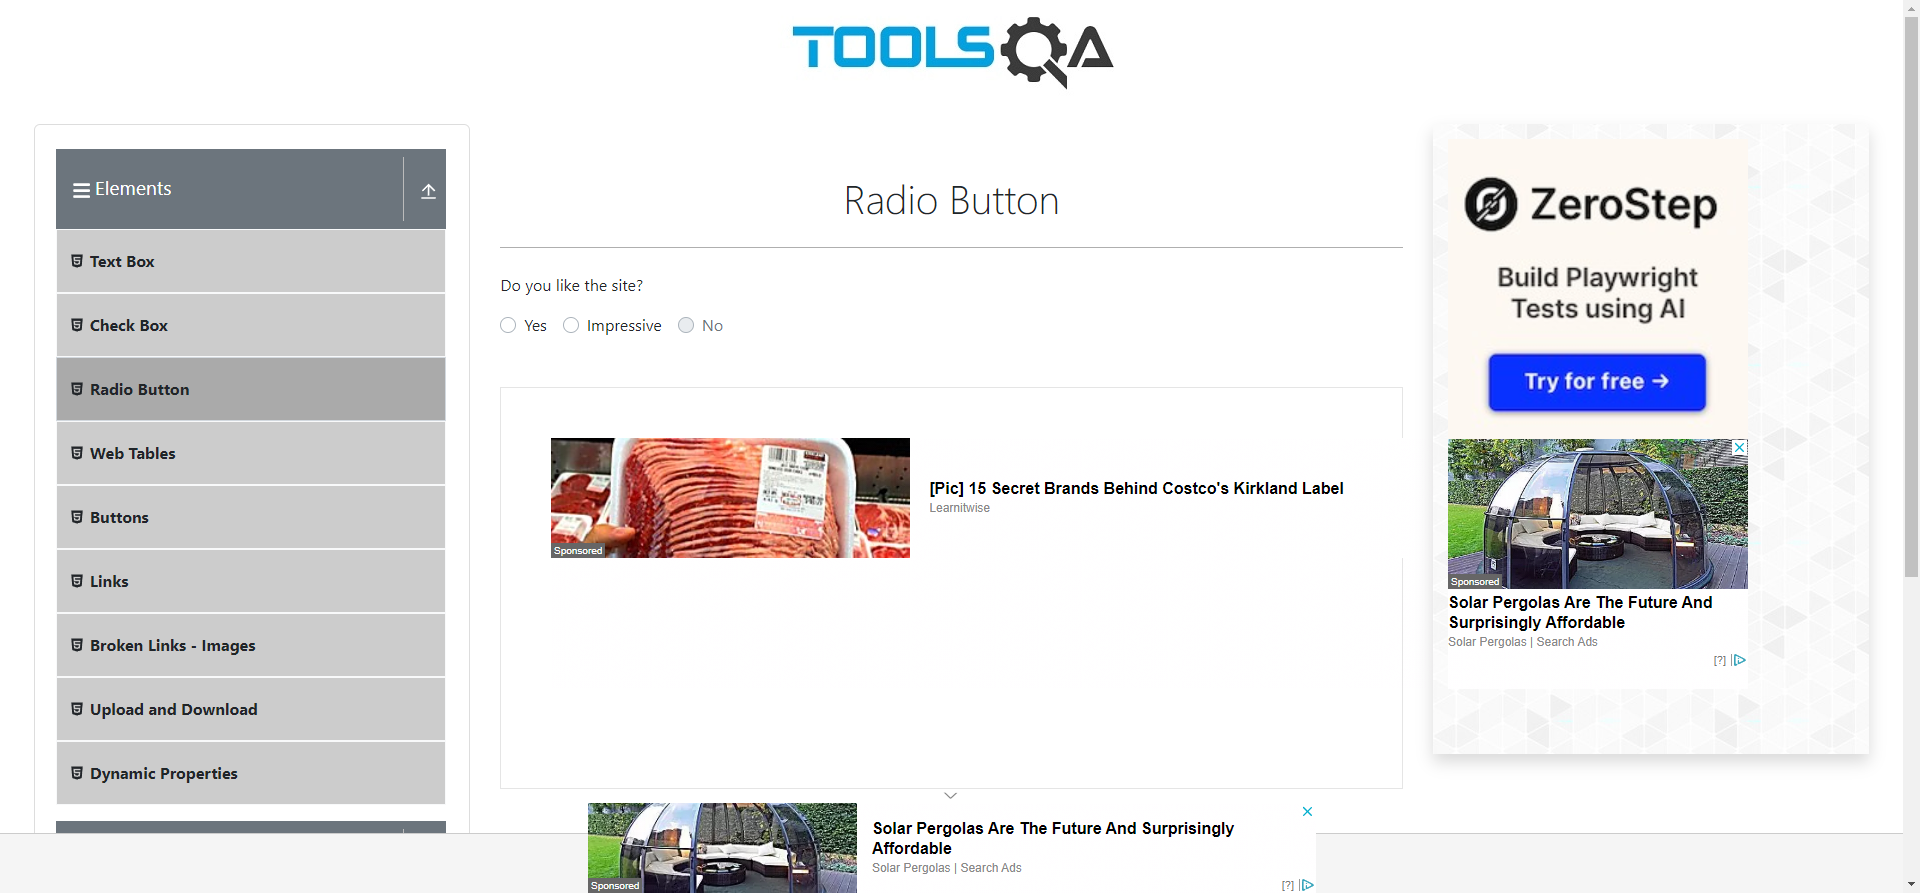 TOOLSQA
Elements
Text Box
Check Box
Radio Button
Web Tables
Buttons
Links
Broken Links - Images
Upload and Download
Dynamic Properties
Radio Button
Do you like the site?
Yes Impressive No
Sponsored
[Pic] 15 Secret Brands Behind Costco's Kirkland Label
Learnitwise
ZeroStep
Build Playwright
Tests using AI
Try for free →
Sponsored
Solar Pergolas Are The Future And
Surprisingly Affordable
Solar Pergolas | Search Ads
[?]
Sponsored
Solar Pergolas Are The Future And Surprisingly
Affordable
Solar Pergolas | Search Ads
[?]